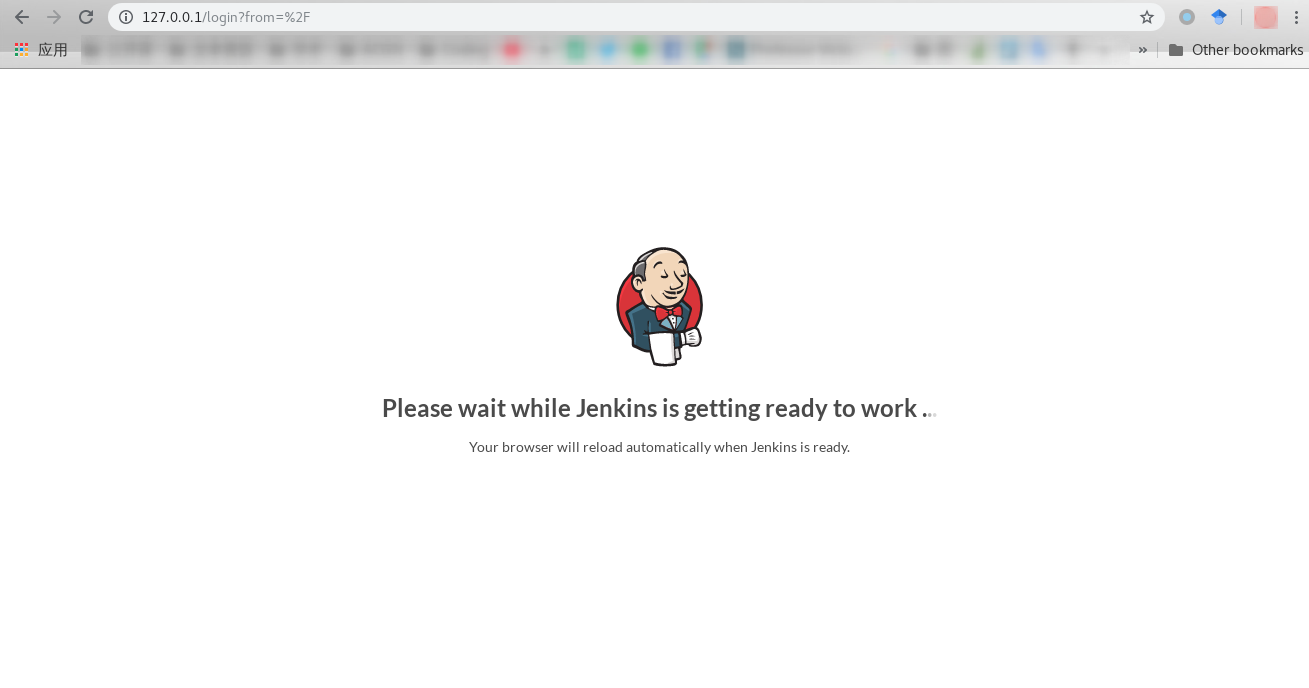 127.0.0.1/login?from=%2F
应用
» Other bookmarks
Please wait while Jenkins is getting ready to work ...
Your browser will reload automatically when Jenkins is ready.